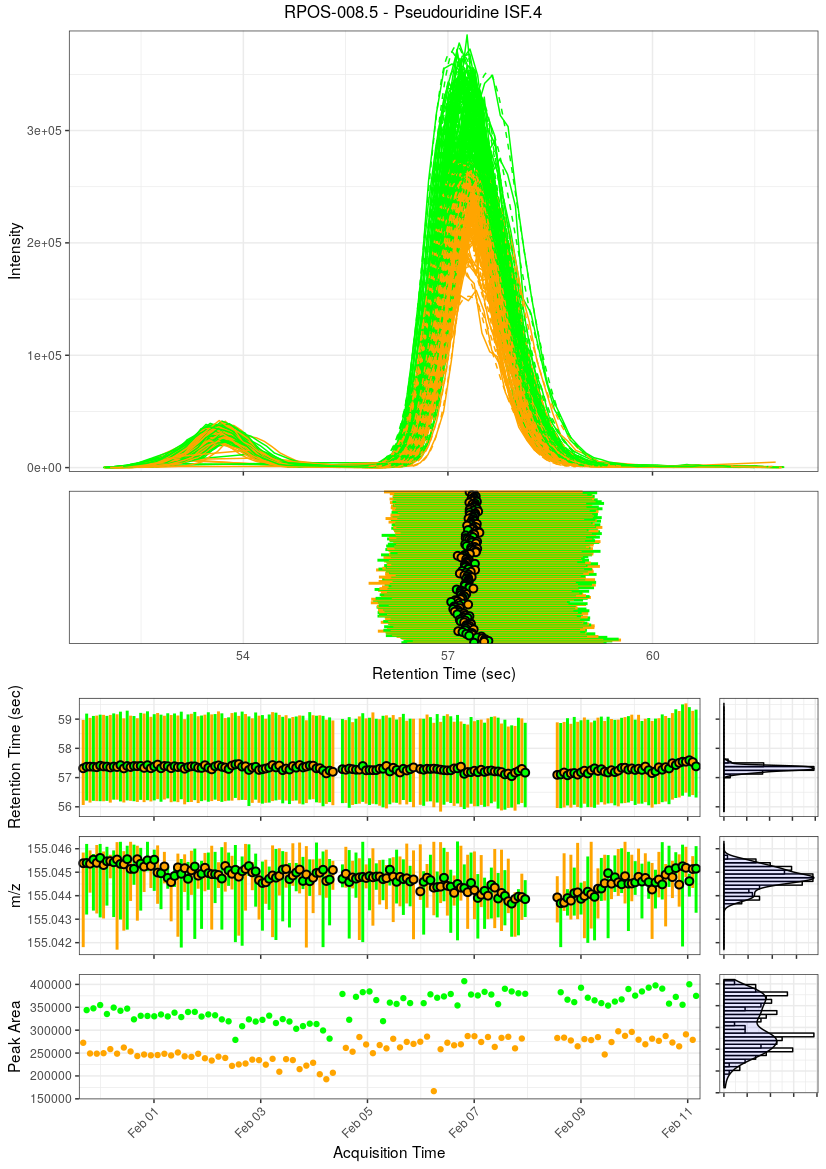 RPOS-008.5 - Pseudouridine ISF.4
Intensity
3e+05
2e+05
1e+05
0e+00
54
57
60
Retention Time (sec)
Retention Time (sec)
59
58
57
56
m/z
155.046
155.045
155.044
155.043
155.042
Peak Area
400000
350000
300000
250000
200000
150000
Feb 01
Feb 03
Feb 05
Feb 07
Feb 09
Feb 11
Acquisition Time